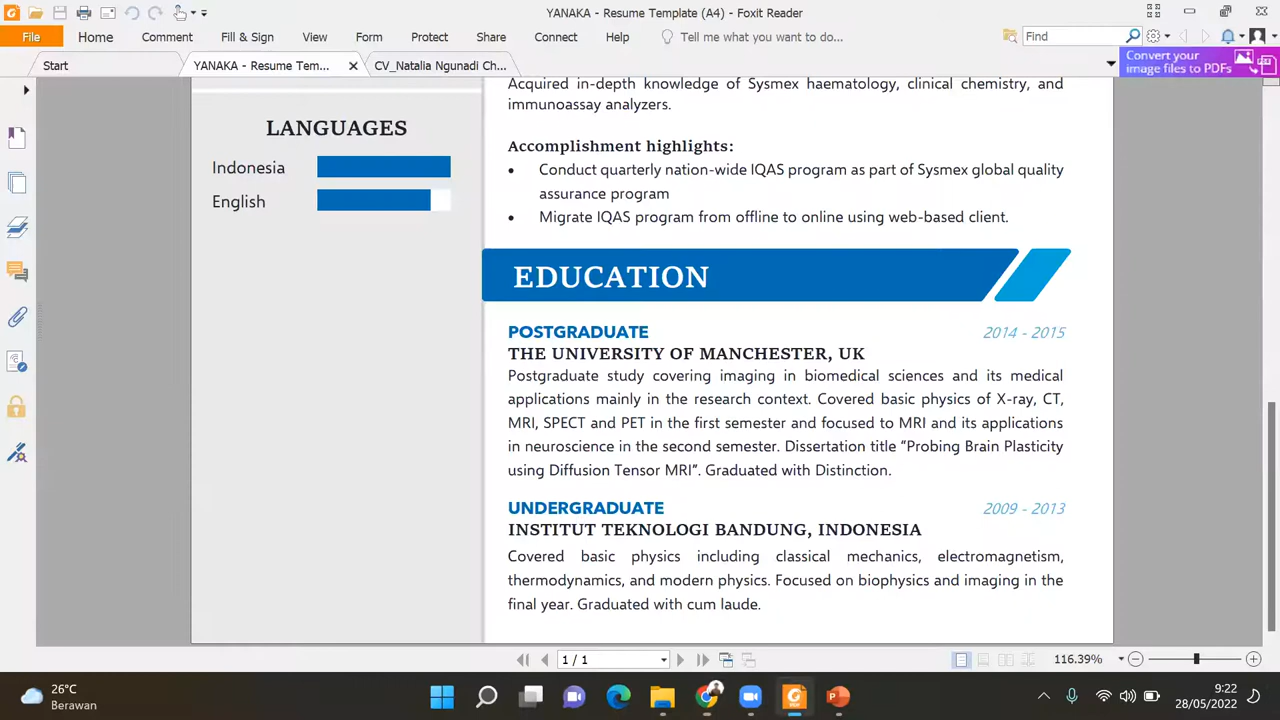 YANAKA - Resume Template (A4) - Foxit Reader
File Home Comment Fill & Sign View Form Protect Share Connect Help Tell me what you want to do... Find
Start YANAKA - Resume Tem... CV_Natalia Ngunadi Ch...
Convert your
image files to PDFs
Acquired in-depth knowledge of Sysmex haematology, clinical chemistry, and
immunoassay analyzers.
LANGUAGES
Indonesia
English
Accomplishment highlights:
• Conduct quarterly nation-wide IQAS program as part of Sysmex global quality
assurance program
• Migrate IQAS program from offline to online using web-based client.
EDUCATION
POSTGRADUATE 2014 - 2015
THE UNIVERSITY OF MANCHESTER, UK
Postgraduate study covering imaging in biomedical sciences and its medical
applications mainly in the research context. Covered basic physics of X-ray, CT,
MRI, SPECT and PET in the first semester and focused to MRI and its applications
in neuroscience in the second semester. Dissertation title “Probing Brain Plasticity
using Diffusion Tensor MRI”. Graduated with Distinction.
UNDERGRADUATE 2009 - 2013
INSTITUT TEKNOLOGI BANDUNG, INDONESIA
Covered basic physics including classical mechanics, electromagnetism,
thermodynamics, and modern physics. Focused on biophysics and imaging in the
final year. Graduated with cum laude.
1 / 1 116.39%
26°C
Berawan
9:22
28/05/2022